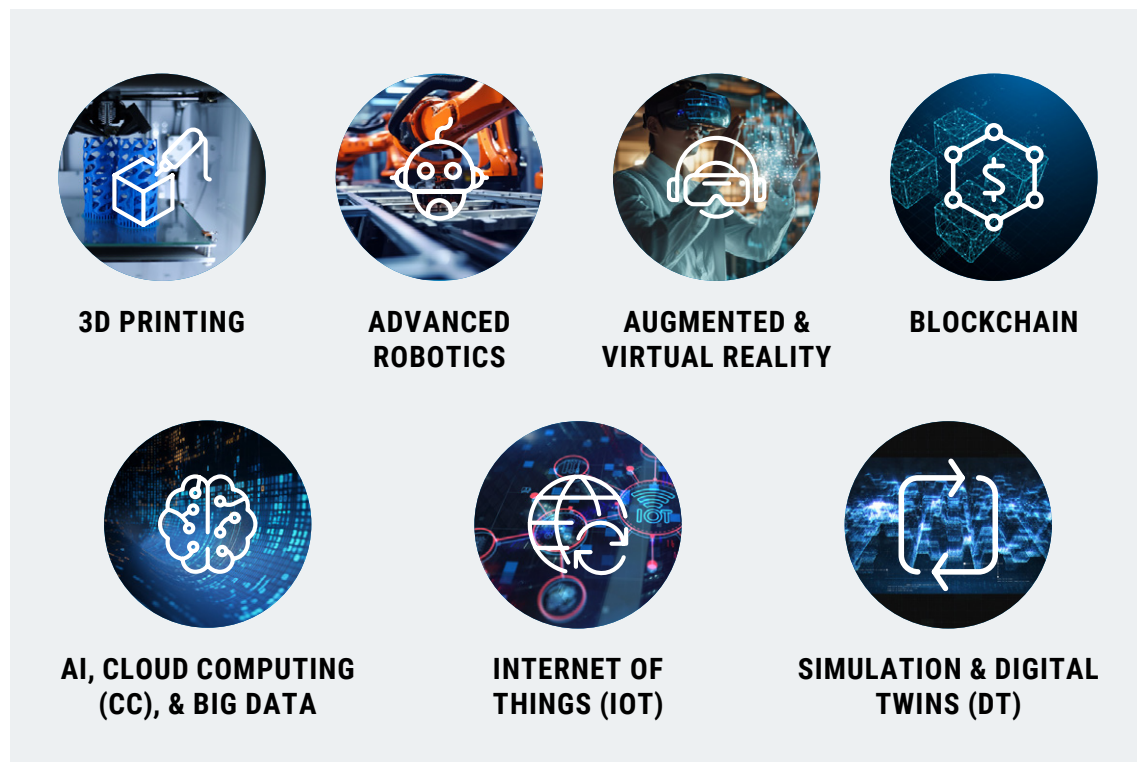 3D PRINTING
ADVANCED
ROBOTICS
AUGMENTED &
VIRTUAL REALITY
$
BLOCKCHAIN
AI, CLOUD COMPUTING
(CC), & BIG DATA
IOT
INTERNET OF
THINGS (IOT)
SIMULATION & DIGITAL
TWINS (DT)